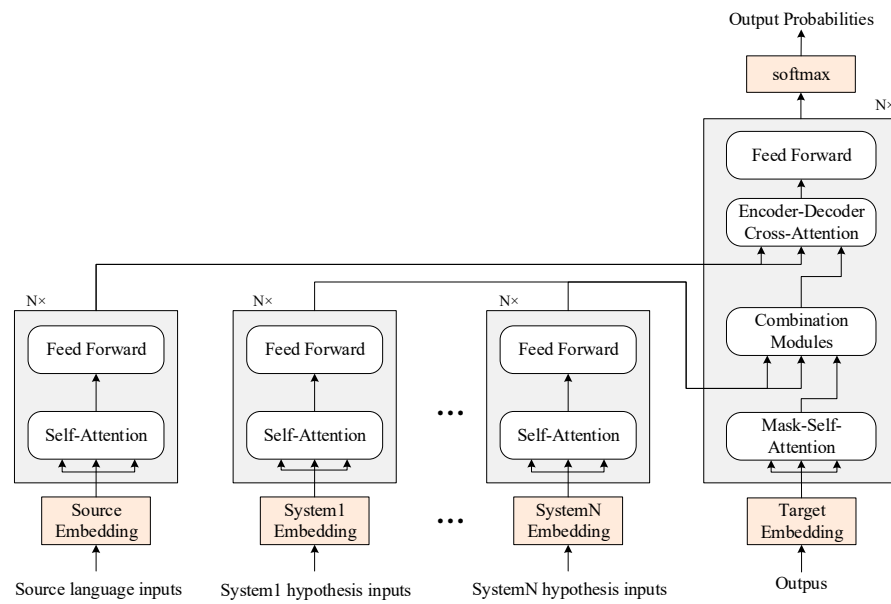 Output Probabilities
softmax
N×
Feed Forward
Encoder-Decoder
Cross-Attention
Combination
Modules
Mask-Self-
Attention
Target
Embedding
Outpus
N×
Feed Forward
Self-Attention
Source
Embedding
Source language inputs
N×
Feed Forward
Self-Attention
System1
Embedding
System1 hypothesis inputs
...
...
N×
Feed Forward
Self-Attention
SystemN
Embedding
SystemN hypothesis inputs